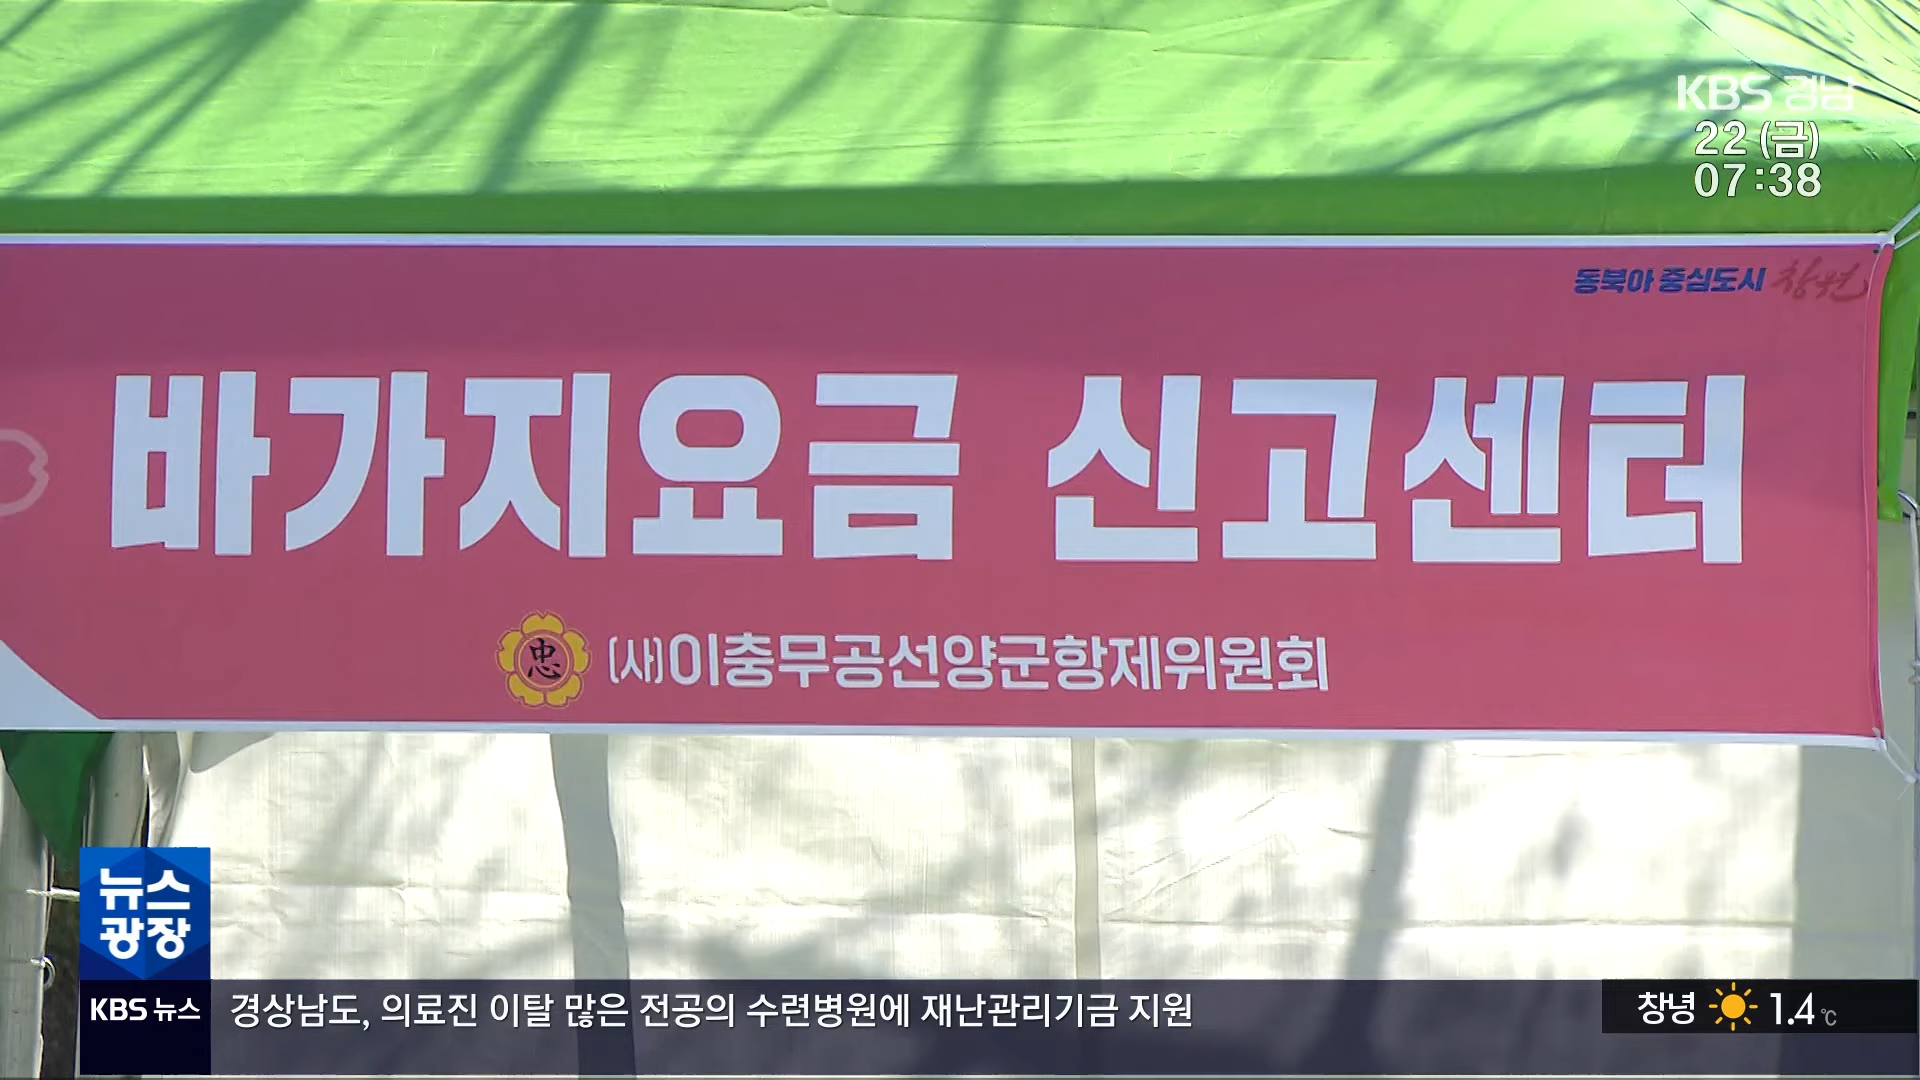 KBS 경남
22 (금)
07:38
동북아 중심도시 창원
바가지요금 신고센터
忠 (사)이충무공선양군항제위원회
뉴스
광장
KBS 뉴스 경상남도, 의료진 이탈 많은 전공의 수련병원에 재난관리기금 지원
창녕 1.4℃